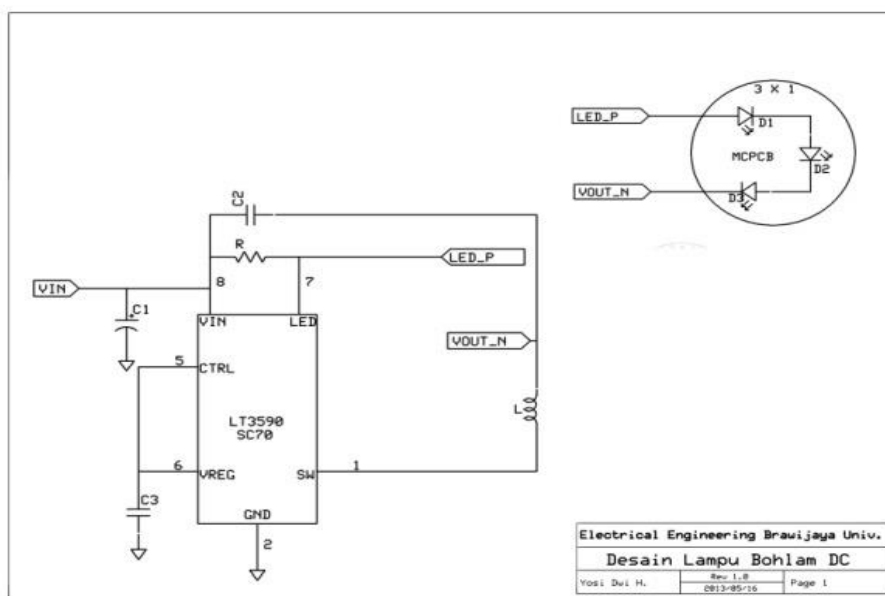 3 X 1
LED_P
D1
MCPCB
D2
VOUT_N
D3
C2
R
LED_P
VIN
8
7
C1
VIN
LED
VOUT_N
5
CTRL
L
LT3590
SC70
6
VREG
SW
1
C3
GND
2
Electrical Engineering Brawijaya Univ.
Desain Lampu Bohlam DC
Yosi Dwi H.
Rev 1.0
2013/05/16
Page 1